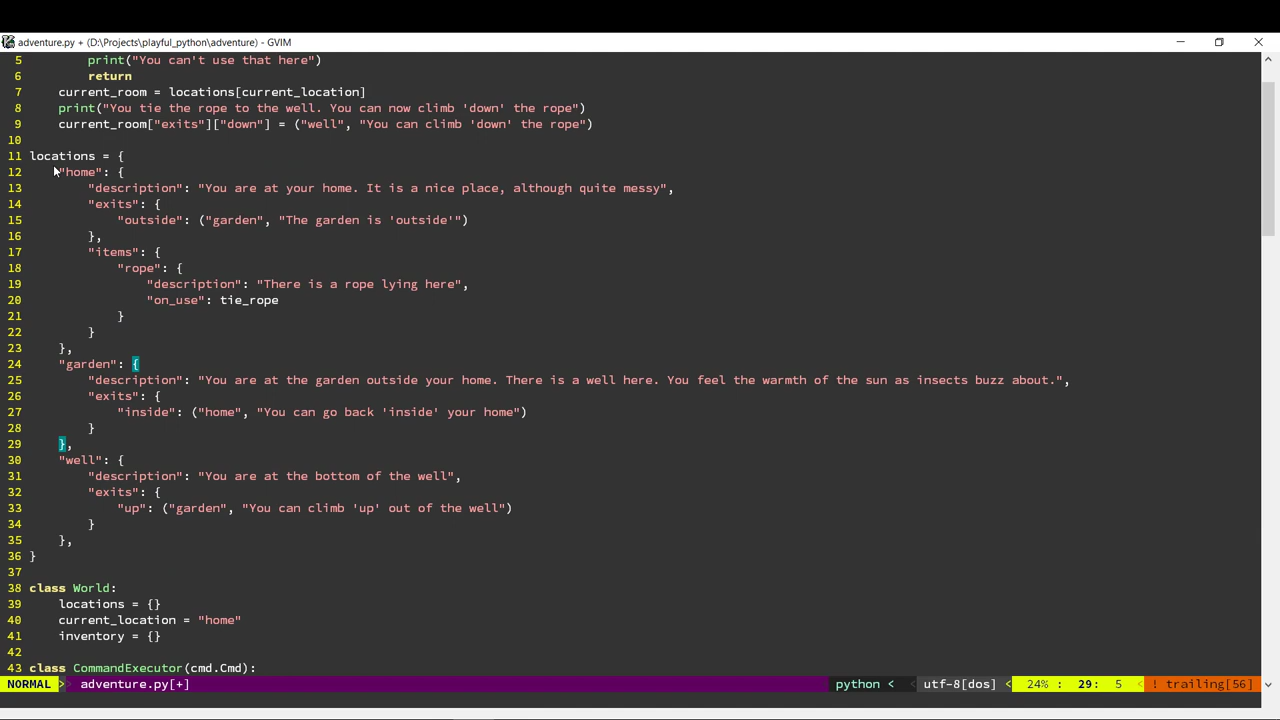 adventure.py + (D:\Projects\playful_python\adventure) - GVIM
5 print("You can't use that here")
6 return
7 current_room = locations[current_location]
8 print("You tie the rope to the well. You can now climb 'down' the rope")
9 current_room["exits"]["down"] = ("well", "You can climb 'down' the rope")
10
11 locations = {
12 "home": {
13 "description": "You are at your home. It is a nice place, although quite messy",
14 "exits": {
15 "outside": ("garden", "The garden is 'outside'")
16 },
17 "items": {
18 "rope": {
19 "description": "There is a rope lying here",
20 "on_use": tie_rope
21 }
22 }
23 },
24 "garden": {
25 "description": "You are at the garden outside your home. There is a well here. You feel the warmth of the sun as insects buzz about.",
26 "exits": {
27 "inside": ("home", "You can go back 'inside' your home")
28 }
29 },
30 "well": {
31 "description": "You are at the bottom of the well",
32 "exits": {
33 "up": ("garden", "You can climb 'up' out of the well")
34 }
35 },
36 }
37
38 class World:
39 locations = {}
40 current_location = "home"
41 inventory = {}
42
43 class CommandExecutor(cmd.Cmd):
NORMAL > adventure.py[+] python < < utf-8[dos] < 24% : 29: 5 < ! trailing[56]